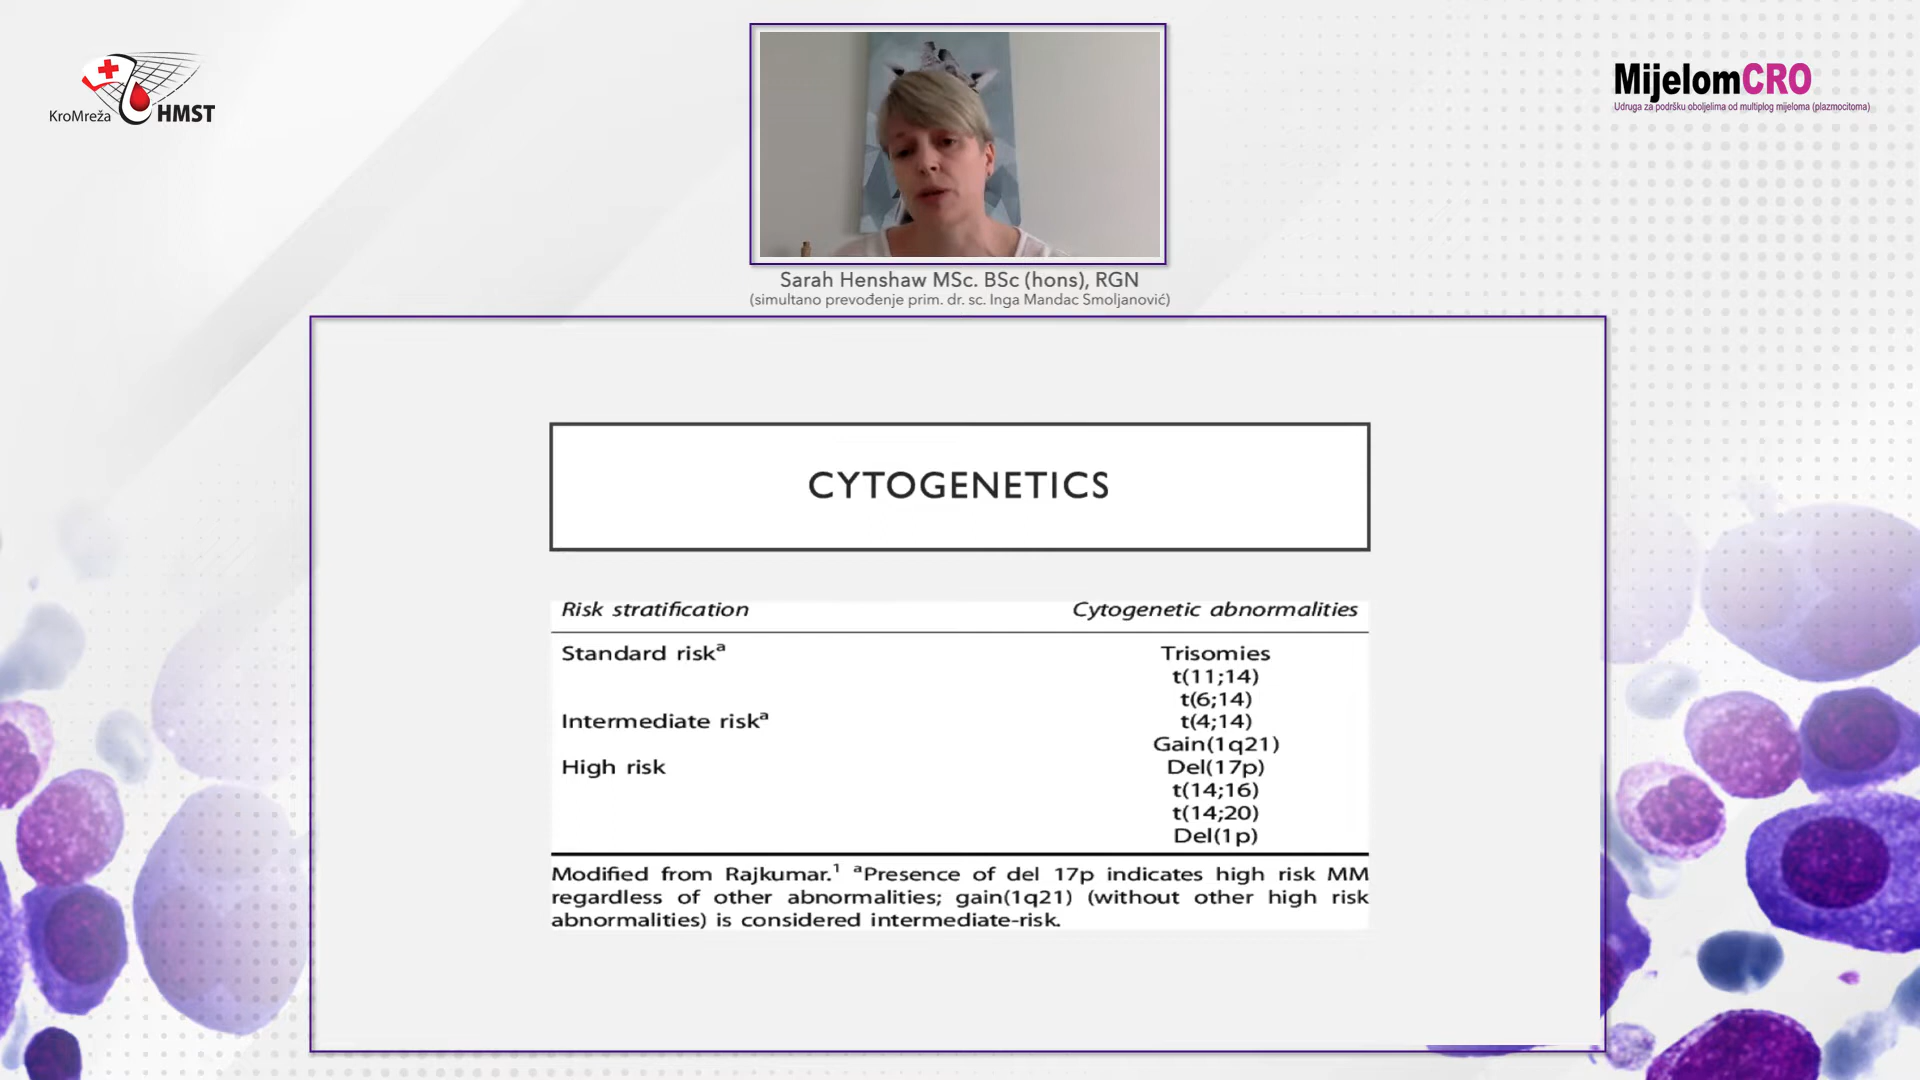 KroMreža HMST
MijelomCRO
Udruga za podršku oboljelima od multiplog mijeloma (plazmocitoma)
Sarah Henshaw MSc. BSc (hons), RGN
(simultano prevođenje prim. dr. sc. Inga Mandac Smoljanović)
CYTOGENETICS
Risk stratification Cytogenetic abnormalities
Standard riskᵃ Trisomies
t(11;14)
t(6;14)
Intermediate riskᵃ t(4;14)
Gain(1q21)
High risk Del(17p)
t(14;16)
t(14;20)
Del(1p)
Modified from Rajkumar.¹ ᵃPresence of del 17p indicates high risk MM
regardless of other abnormalities; gain(1q21) (without other high risk
abnormalities) is considered intermediate-risk.